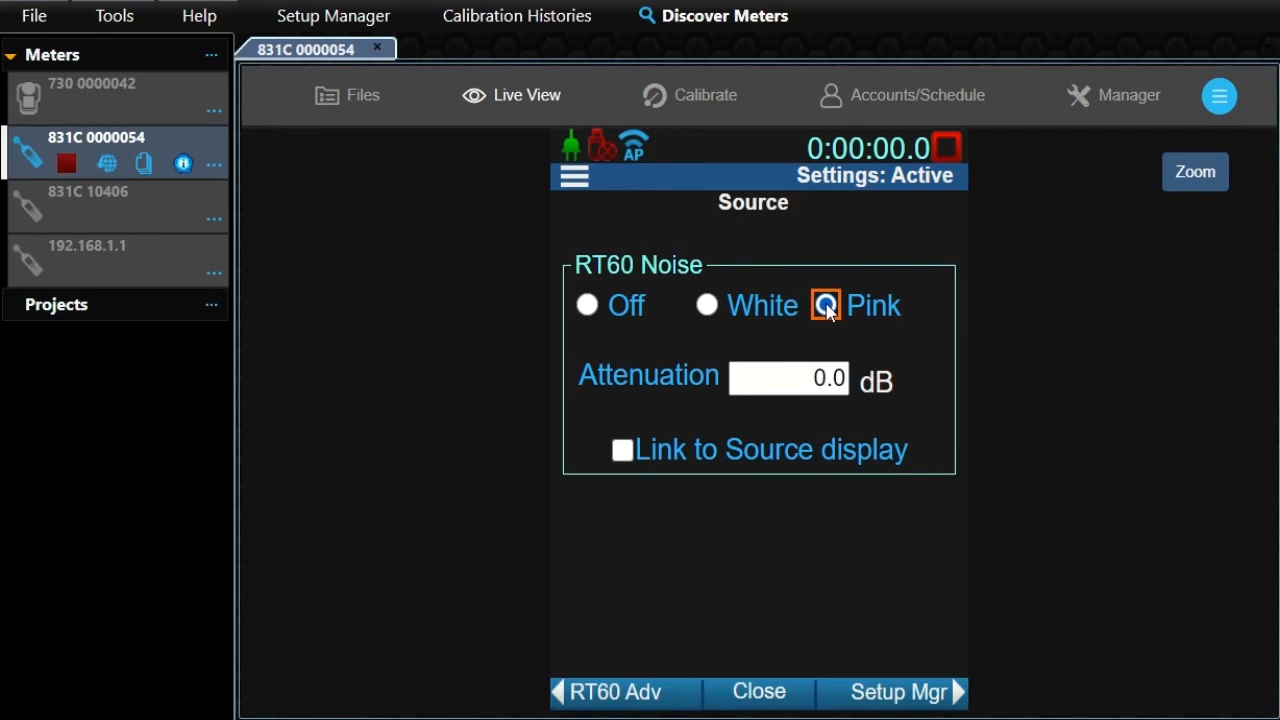 File Tools Help Setup Manager Calibration Histories Discover Meters
Meters ...
831C 0000054 ×
730 0000042
...
Files Live View Calibrate Accounts/Schedule Manager
831C 0000054
...
831C 10406
...
192.168.1.1
...
Projects ...
AP 0:00:00.0
Settings: Active
Zoom
Source
RT60 Noise
Off White Pink
Attenuation 0.0 dB
Link to Source display
RT60 Adv Close Setup Mgr